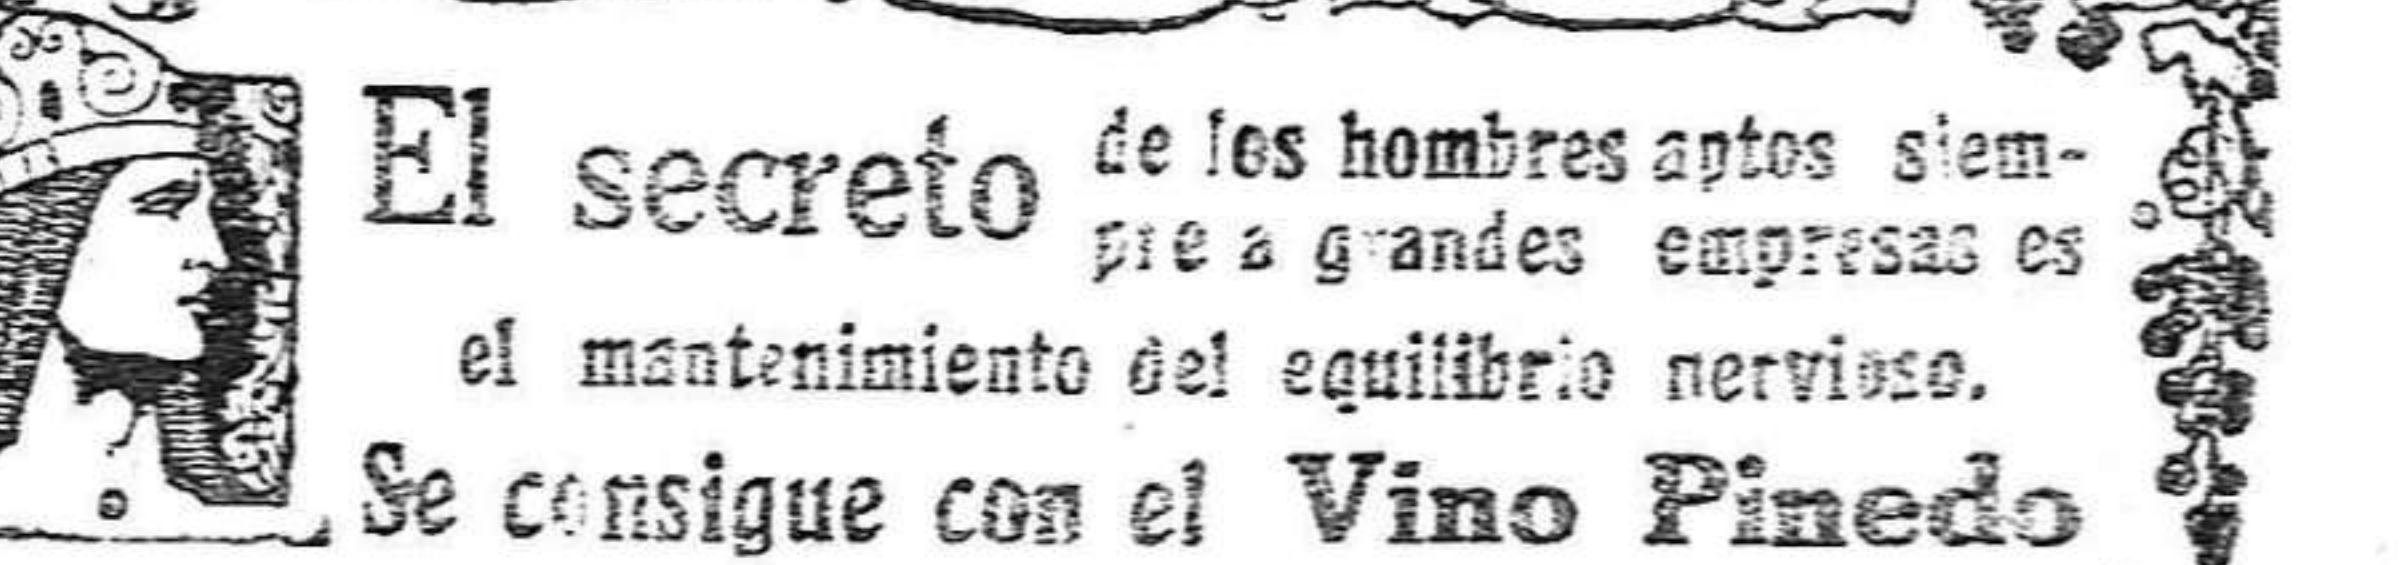 El secreto de los hombres aptos siem-
pre a grandes empresas es
el mantenimiento del equilibrio nervioso.
Se consigue con el Vino Pinedo